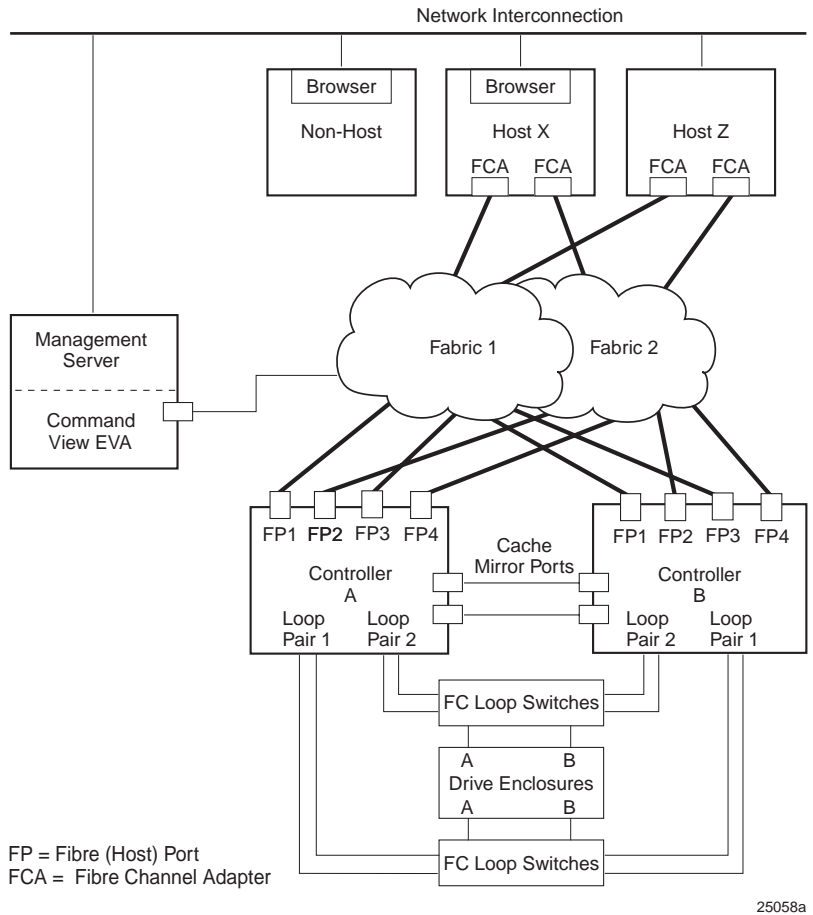 Network Interconnection
Browser
Browser
Non-Host
Host X
Host Z
FCA FCA
FCA FCA
Management
Server
Command
View EVA
Fabric 1
Fabric 2
FP1 FP2 FP3 FP4
FP1 FP2 FP3 FP4
Controller
A
Cache
Mirror Ports
Controller
B
Loop
Pair 1
Loop
Pair 2
Loop
Pair 2
Loop
Pair 1
FC Loop Switches
A B
Drive Enclosures
A B
FC Loop Switches
FP = Fibre (Host) Port
FCA = Fibre Channel Adapter
25058a